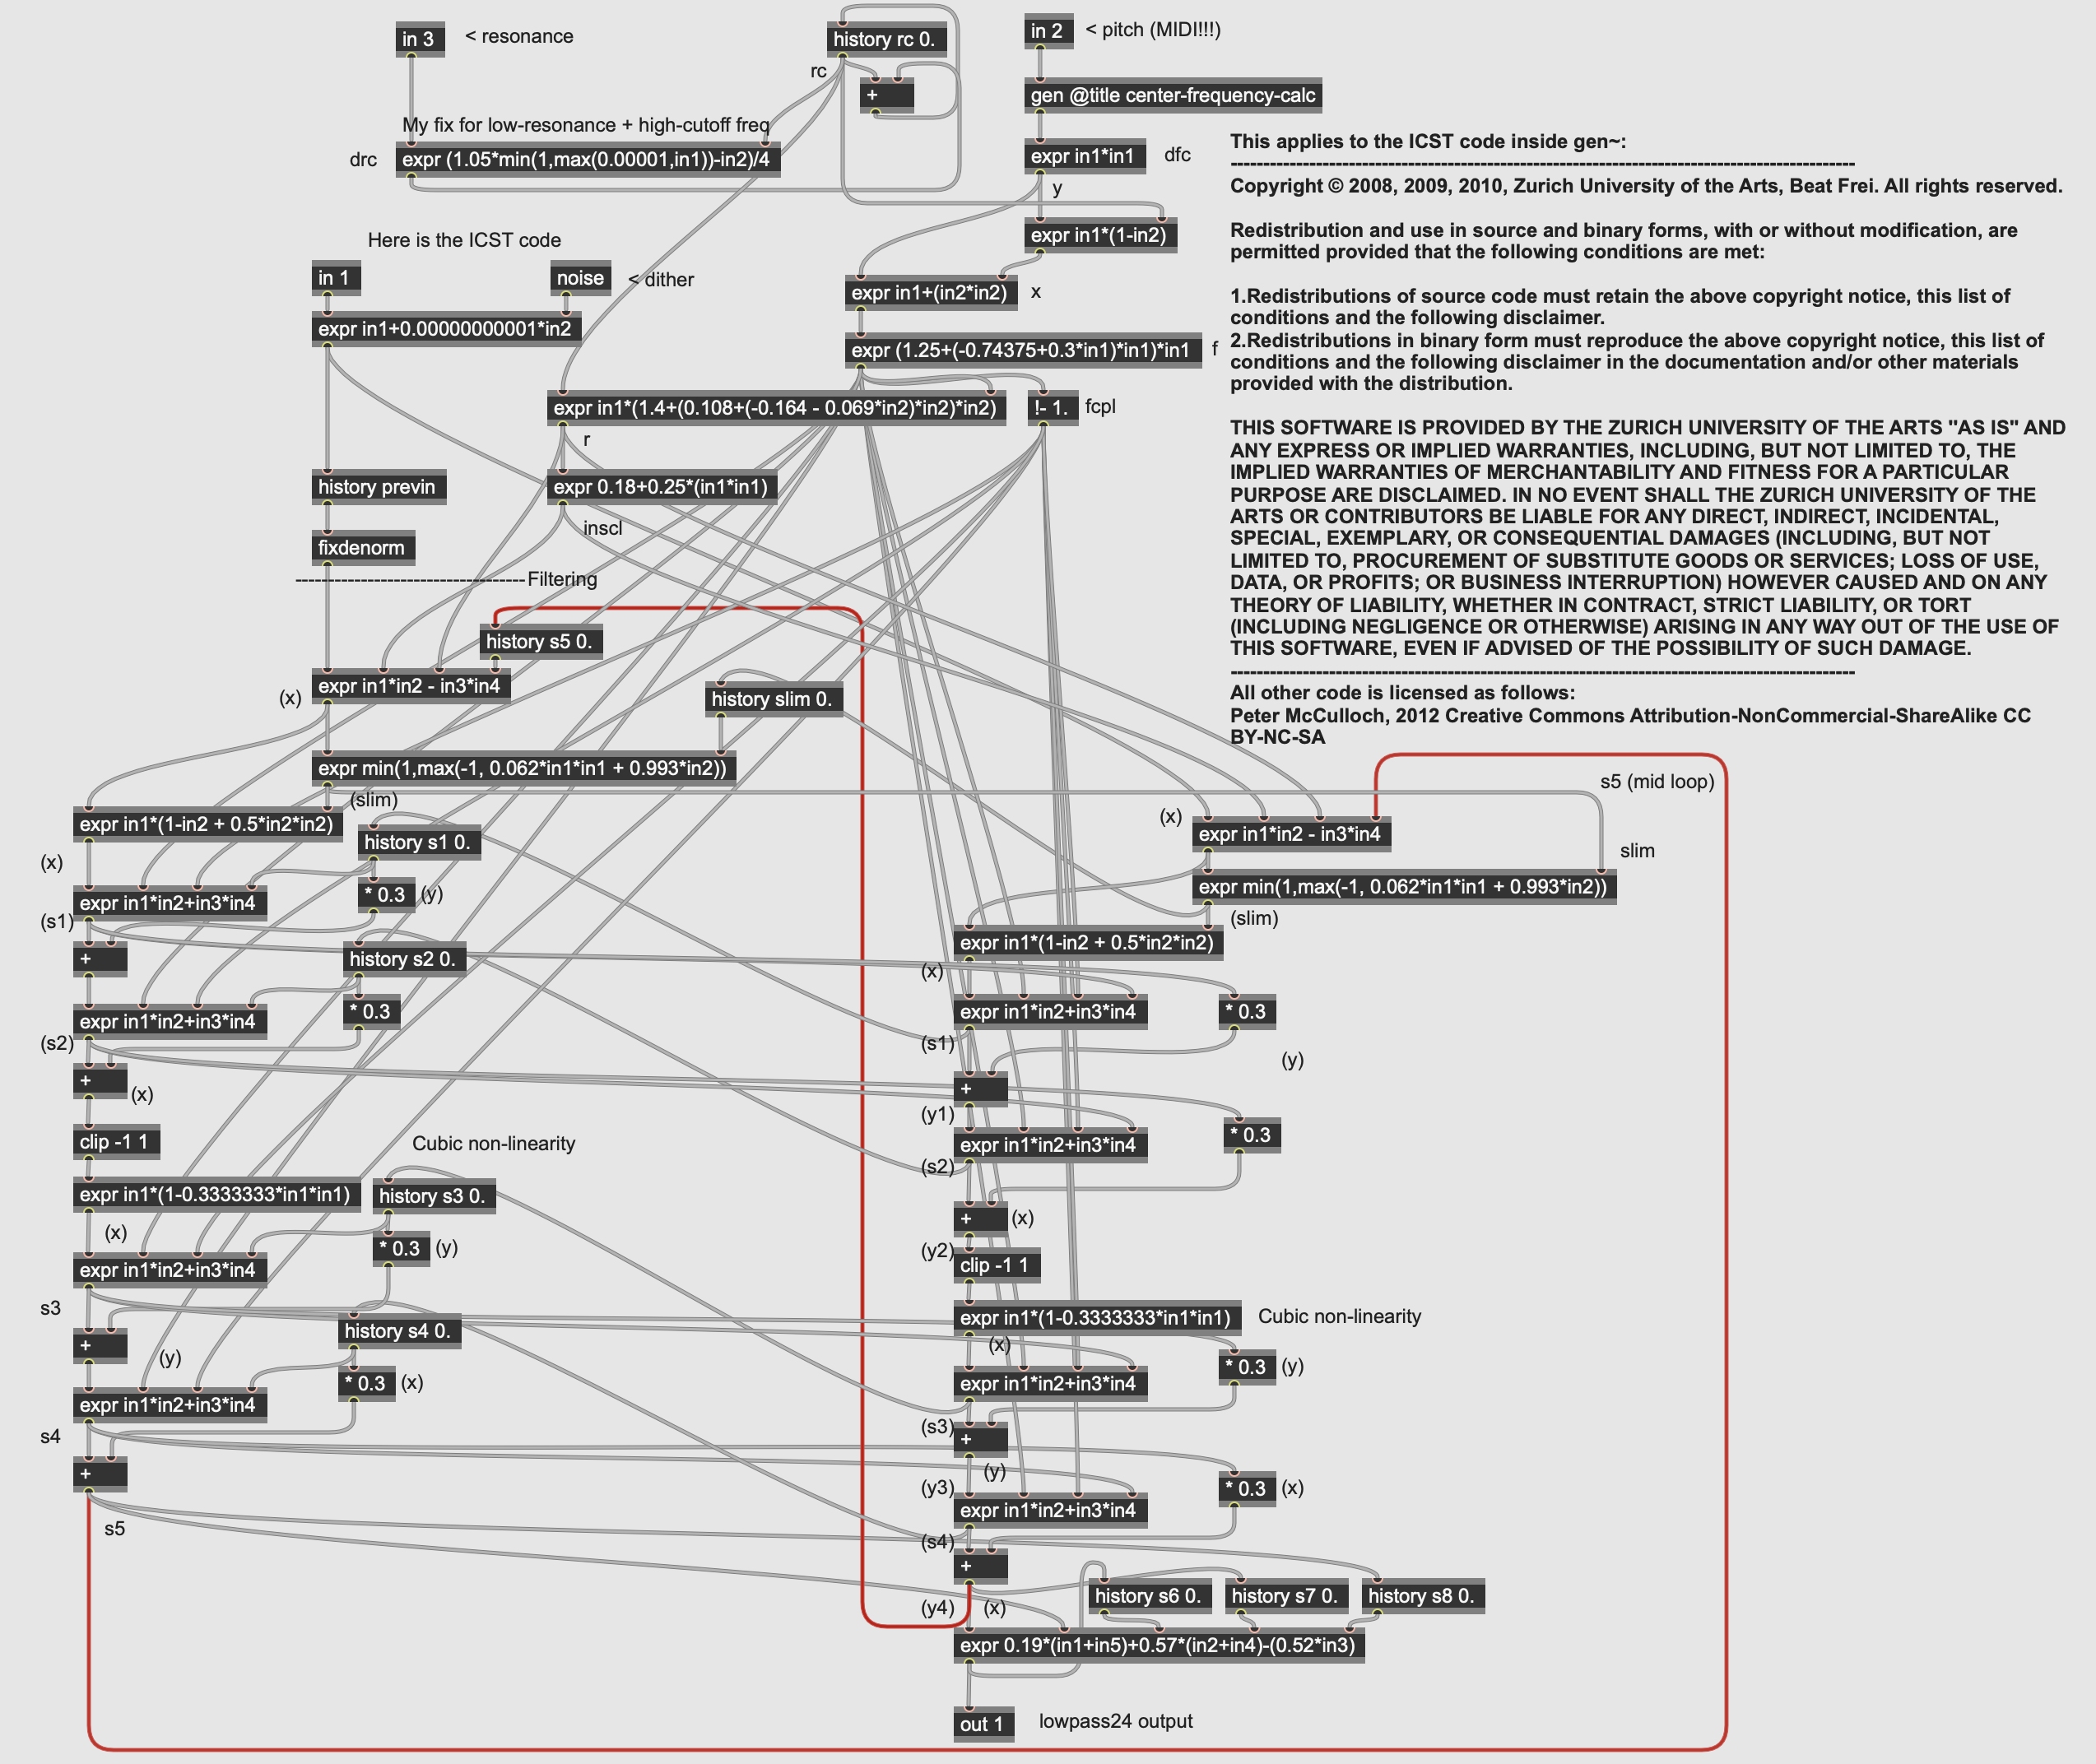 in 3
< resonance
history rc 0.
in 2
< pitch (MIDI!!!)
rc
+
gen @title center-frequency-calc
My fix for low-resonance + high-cutoff freq
drc
expr (1.05*min(1,max(0.00001,in1))-in2)/4
expr in1*in1
dfc
y
expr in1*(1-in2)
This applies to the ICST code inside gen~:
------------------------------------------------------------------------------------------------
Copyright © 2008, 2009, 2010, Zurich University of the Arts, Beat Frei. All rights reserved.
Redistribution and use in source and binary forms, with or without modification, are
permitted provided that the following conditions are met:
1.Redistributions of source code must retain the above copyright notice, this list of
conditions and the following disclaimer.
2.Redistributions in binary form must reproduce the above copyright notice, this list of
conditions and the following disclaimer in the documentation and/or other materials
provided with the distribution.
THIS SOFTWARE IS PROVIDED BY THE ZURICH UNIVERSITY OF THE ARTS "AS IS" AND
ANY EXPRESS OR IMPLIED WARRANTIES, INCLUDING, BUT NOT LIMITED TO, THE
IMPLIED WARRANTIES OF MERCHANTABILITY AND FITNESS FOR A PARTICULAR
PURPOSE ARE DISCLAIMED. IN NO EVENT SHALL THE ZURICH UNIVERSITY OF THE
ARTS OR CONTRIBUTORS BE LIABLE FOR ANY DIRECT, INDIRECT, INCIDENTAL,
SPECIAL, EXEMPLARY, OR CONSEQUENTIAL DAMAGES (INCLUDING, BUT NOT
LIMITED TO, PROCUREMENT OF SUBSTITUTE GOODS OR SERVICES; LOSS OF USE,
DATA, OR PROFITS; OR BUSINESS INTERRUPTION) HOWEVER CAUSED AND ON ANY
THEORY OF LIABILITY, WHETHER IN CONTRACT, STRICT LIABILITY, OR TORT
(INCLUDING NEGLIGENCE OR OTHERWISE) ARISING IN ANY WAY OUT OF THE USE OF
THIS SOFTWARE, EVEN IF ADVISED OF THE POSSIBILITY OF SUCH DAMAGE.
------------------------------------------------------------------------------------------------
All other code is licensed as follows:
Peter McCulloch, 2012 Creative Commons Attribution-NonCommercial-ShareAlike CC
BY-NC-SA
Here is the ICST code
in 1
noise
< dither
expr in1+0.00000000001*in2
expr in1+(in2*in2)
x
expr (1.25+(-0.74375+0.3*in1)*in1)*in1
f
expr in1*(1.4+(0.108+(-0.164 - 0.069*in2)*in2)*in2)
!- 1.
fcpl
r
history previn
expr 0.18+0.25*(in1*in1)
inscl
fixdenorm
-----------------------------------Filtering
history s5 0.
expr in1*in2 - in3*in4
(x)
history slim 0.
expr min(1,max(-1, 0.062*in1*in1 + 0.993*in2))
(slim)
expr in1*(1-in2 + 0.5*in2*in2)
history s1 0.
(x)
* 0.3
(y)
expr in1*in2+in3*in4
(s1)
+
history s2 0.
* 0.3
expr in1*in2+in3*in4
(s2)
+
(x)
clip -1 1
Cubic non-linearity
expr in1*(1-0.3333333*in1*in1)
history s3 0.
(x)
* 0.3
(y)
expr in1*in2+in3*in4
s3
+
history s4 0.
(y)
* 0.3
(x)
expr in1*in2+in3*in4
s4
+
s5
s5 (mid loop)
(x)
expr in1*in2 - in3*in4
slim
expr min(1,max(-1, 0.062*in1*in1 + 0.993*in2))
(slim)
expr in1*(1-in2 + 0.5*in2*in2)
(x)
expr in1*in2+in3*in4
* 0.3
(s1)
(y)
+
(y1)
expr in1*in2+in3*in4
* 0.3
(s2)
+
(x)
(y2)
clip -1 1
expr in1*(1-0.3333333*in1*in1)
Cubic non-linearity
(x)
* 0.3
(y)
expr in1*in2+in3*in4
(s3)
+
(y)
(y3)
* 0.3
(x)
expr in1*in2+in3*in4
(s4)
+
history s6 0.
history s7 0.
history s8 0.
(y4)
(x)
expr 0.19*(in1+in5)+0.57*(in2+in4)-(0.52*in3)
out 1
lowpass24 output